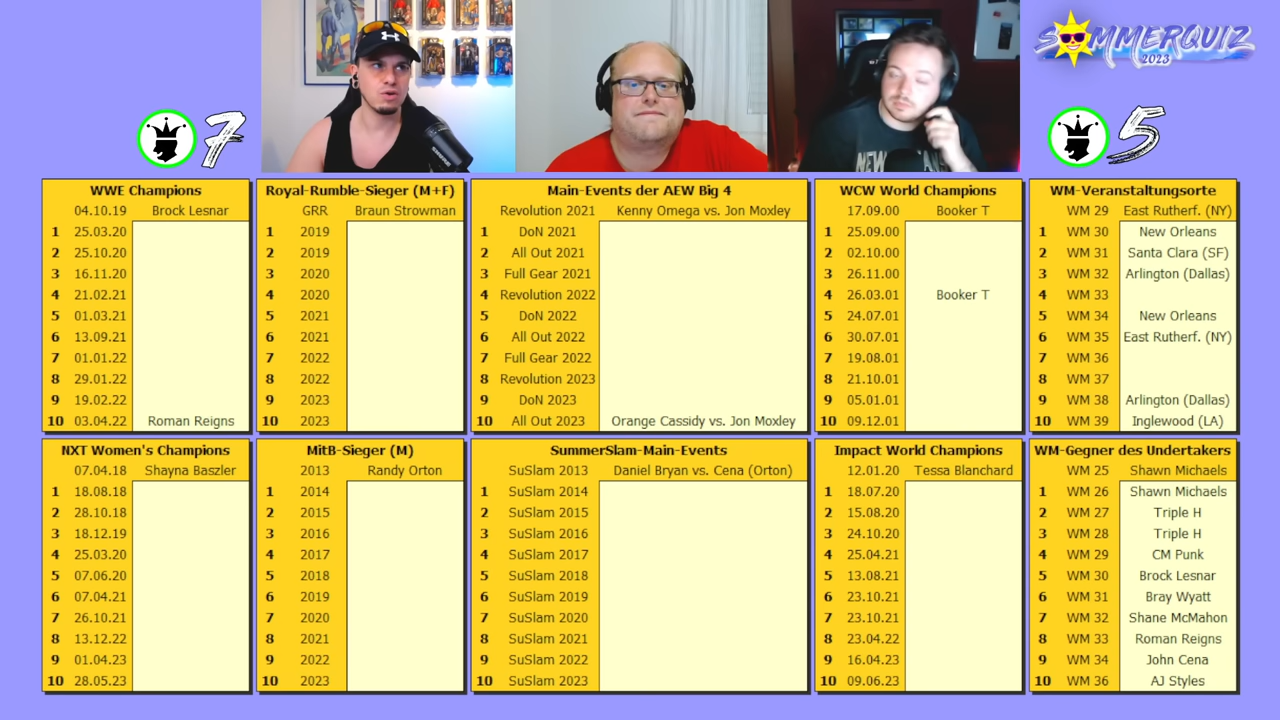 SOMMERQUIZ
2023
7
5
WWE Champions
04.10.19 Brock Lesnar
1 25.03.20
2 25.10.20
3 16.11.20
4 21.02.21
5 01.03.21
6 13.09.21
7 01.01.22
8 29.01.22
9 19.02.22
10 03.04.22 Roman Reigns
Royal-Rumble-Sieger (M+F)
GRR Braun Strowman
1 2019
2 2019
3 2020
4 2020
5 2021
6 2021
7 2022
8 2022
9 2023
10 2023
Main-Events der AEW Big 4
Revolution 2021 Kenny Omega vs. Jon Moxley
1 DoN 2021
2 All Out 2021
3 Full Gear 2021
4 Revolution 2022
5 DoN 2022
6 All Out 2022
7 Full Gear 2022
8 Revolution 2023
9 DoN 2023
10 All Out 2023 Orange Cassidy vs. Jon Moxley
WCW World Champions
17.09.00 Booker T
1 25.09.00
2 02.10.00
3 26.11.00
4 26.03.01 Booker T
5 24.07.01
6 30.07.01
7 19.08.01
8 21.10.01
9 05.01.01
10 09.12.01
WM-Veranstaltungsorte
WM 29 East Rutherf. (NY)
1 WM 30 New Orleans
2 WM 31 Santa Clara (SF)
3 WM 32 Arlington (Dallas)
4 WM 33
5 WM 34 New Orleans
6 WM 35 East Rutherf. (NY)
7 WM 36
8 WM 37
9 WM 38 Arlington (Dallas)
10 WM 39 Inglewood (LA)
NXT Women's Champions
07.04.18 Shayna Baszler
1 18.08.18
2 28.10.18
3 18.12.19
4 25.03.20
5 07.06.20
6 07.04.21
7 26.10.21
8 13.12.22
9 01.04.23
10 28.05.23
MitB-Sieger (M)
2013 Randy Orton
1 2014
2 2015
3 2016
4 2017
5 2018
6 2019
7 2020
8 2021
9 2022
10 2023
SummerSlam-Main-Events
SuSlam 2013 Daniel Bryan vs. Cena (Orton)
1 SuSlam 2014
2 SuSlam 2015
3 SuSlam 2016
4 SuSlam 2017
5 SuSlam 2018
6 SuSlam 2019
7 SuSlam 2020
8 SuSlam 2021
9 SuSlam 2022
10 SuSlam 2023
Impact World Champions
12.01.20 Tessa Blanchard
1 18.07.20
2 15.08.20
3 24.10.20
4 25.04.21
5 13.08.21
6 23.10.21
7 23.10.21
8 23.04.22
9 16.04.23
10 09.06.23
WM-Gegner des Undertakers
WM 25 Shawn Michaels
1 WM 26 Shawn Michaels
2 WM 27 Triple H
3 WM 28 Triple H
4 WM 29 CM Punk
5 WM 30 Brock Lesnar
6 WM 31 Bray Wyatt
7 WM 32 Shane McMahon
8 WM 33 Roman Reigns
9 WM 34 John Cena
10 WM 36 AJ Styles